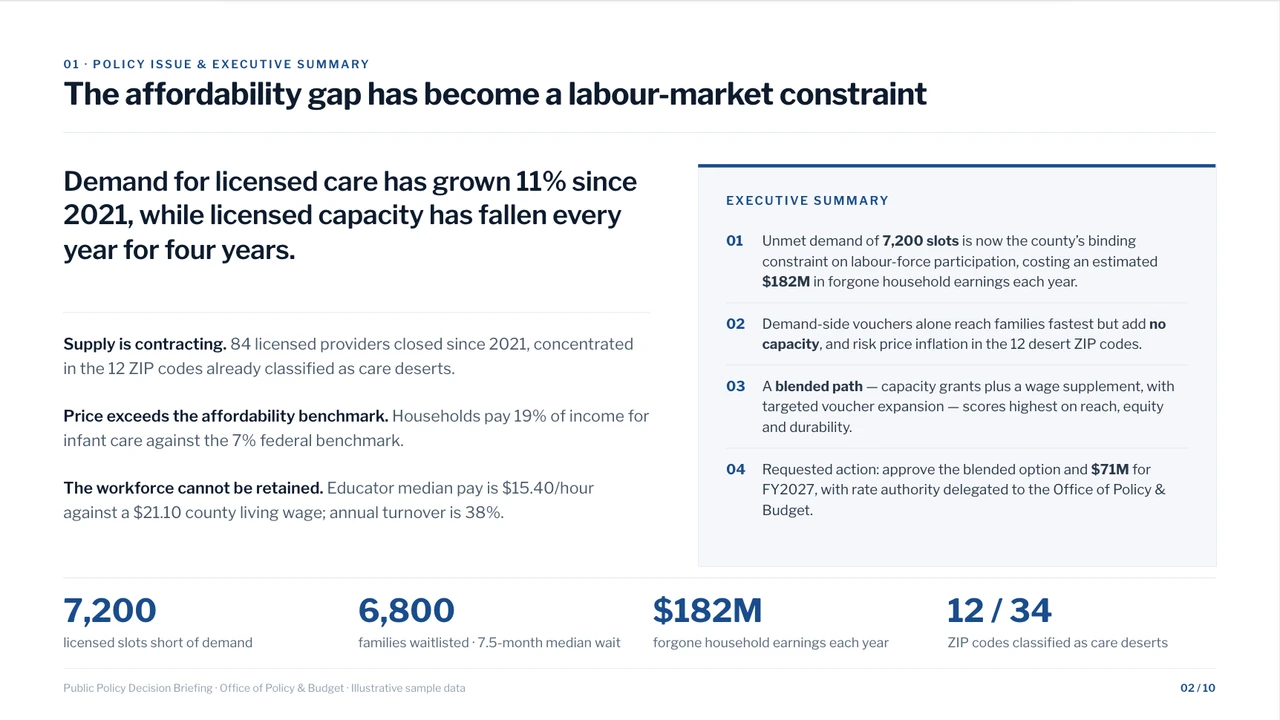 01 · POLICY ISSUE & EXECUTIVE SUMMARY
The affordability gap has become a labour-market constraint
Demand for licensed care has grown 11% since
2021, while licensed capacity has fallen every
year for four years.
Supply is contracting. 84 licensed providers closed since 2021, concentrated
in the 12 ZIP codes already classified as care deserts.
Price exceeds the affordability benchmark. Households pay 19% of income for
infant care against the 7% federal benchmark.
The workforce cannot be retained. Educator median pay is $15.40/hour
against a $21.10 county living wage; annual turnover is 38%.
EXECUTIVE SUMMARY
01 Unmet demand of 7,200 slots is now the county’s binding
constraint on labour-force participation, costing an estimated
$182M in forgone household earnings each year.
02 Demand-side vouchers alone reach families fastest but add no
capacity, and risk price inflation in the 12 desert ZIP codes.
03 A blended path — capacity grants plus a wage supplement, with
targeted voucher expansion — scores highest on reach, equity
and durability.
04 Requested action: approve the blended option and $71M for
FY2027, with rate authority delegated to the Office of Policy &
Budget.
7,200
licensed slots short of demand
6,800
families waitlisted · 7.5-month median wait
$182M
forgone household earnings each year
12 / 34
ZIP codes classified as care deserts
Public Policy Decision Briefing · Office of Policy & Budget · Illustrative sample data
02 / 10